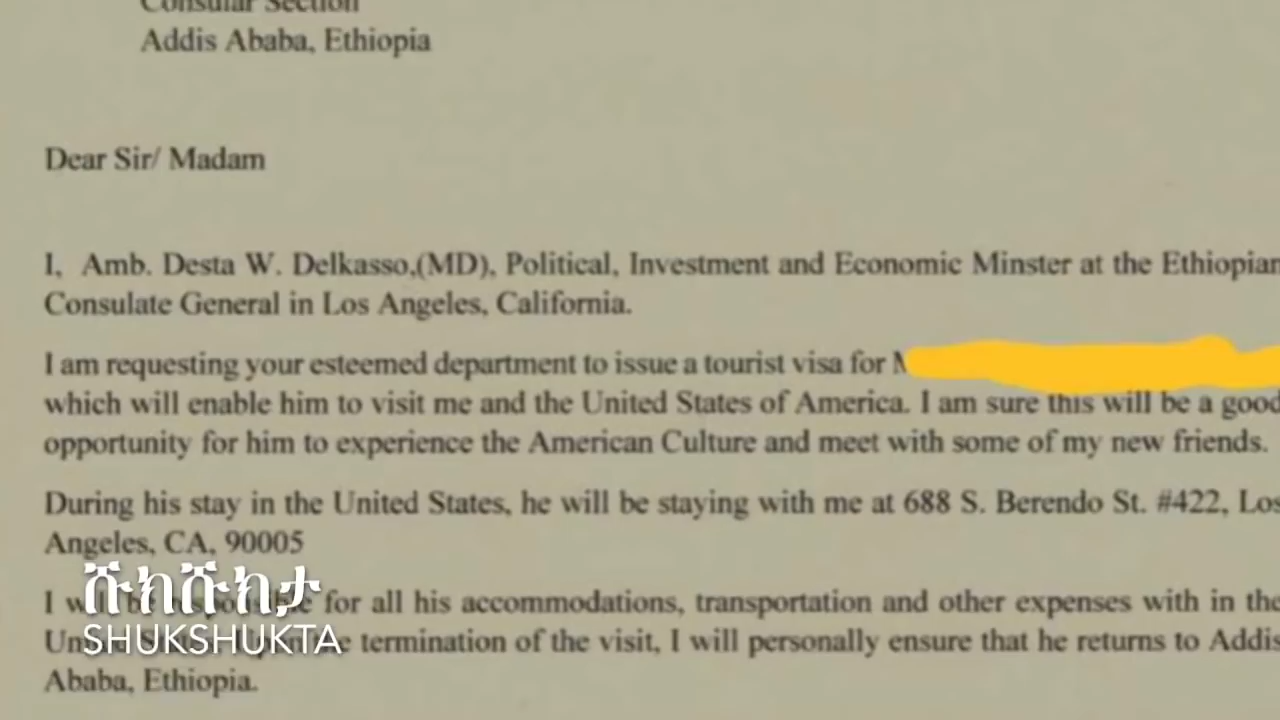 Consular Section
Addis Ababa, Ethiopia
Dear Sir/ Madam
I, Amb. Desta W. Delkasso,(MD), Political, Investment and Economic Minster at the Ethiopian
Consulate General in Los Angeles, California.
I am requesting your esteemed department to issue a tourist visa for
which will enable him to visit me and the United States of America. I am sure this will be a good
opportunity for him to experience the American Culture and meet with some of my new friends.
During his stay in the United States, he will be staying with me at 688 S. Berendo St. #422, Los
Angeles, CA, 90005
I for all his accommodations, transportation and other expenses with in the
termination of the visit, I will personally ensure that he returns to Addis
Ababa, Ethiopia.
ሹክሹክታ
SHUKSHUKTA